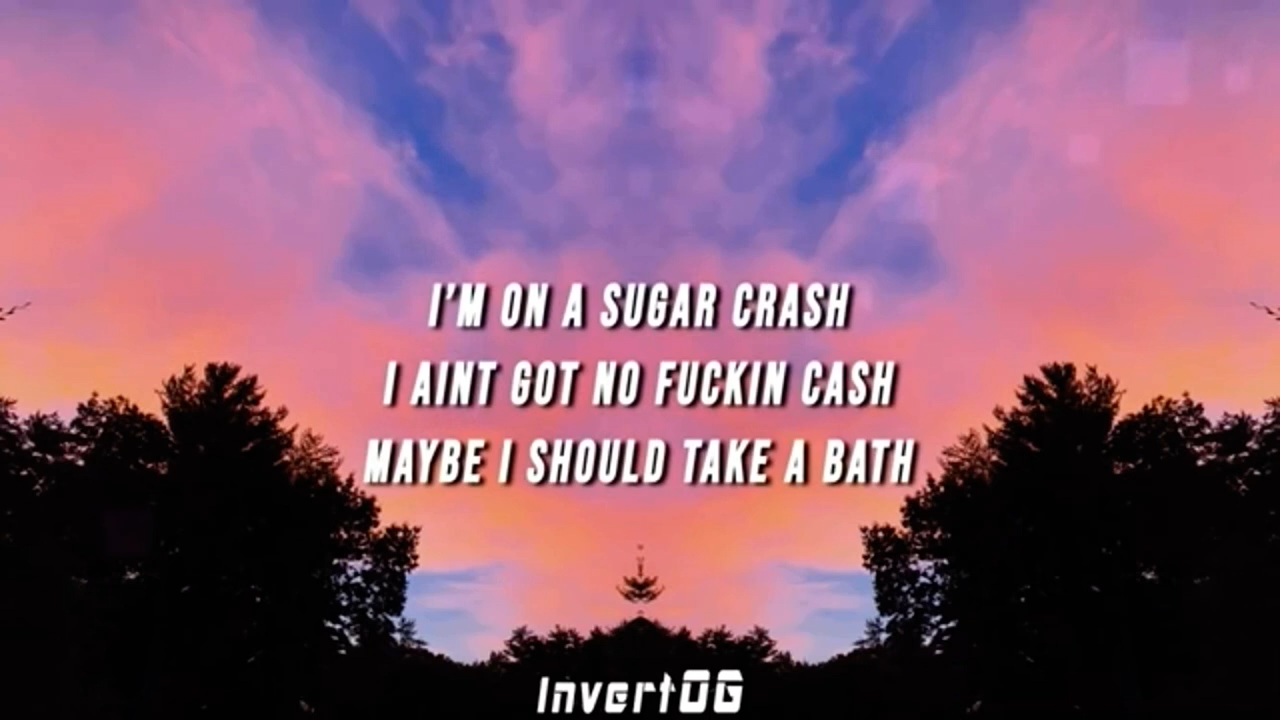 I'M ON A SUGAR CRASH
I AINT GOT NO FUCKIN CASH
MAYBE I SHOULD TAKE A BATH
InvertOG